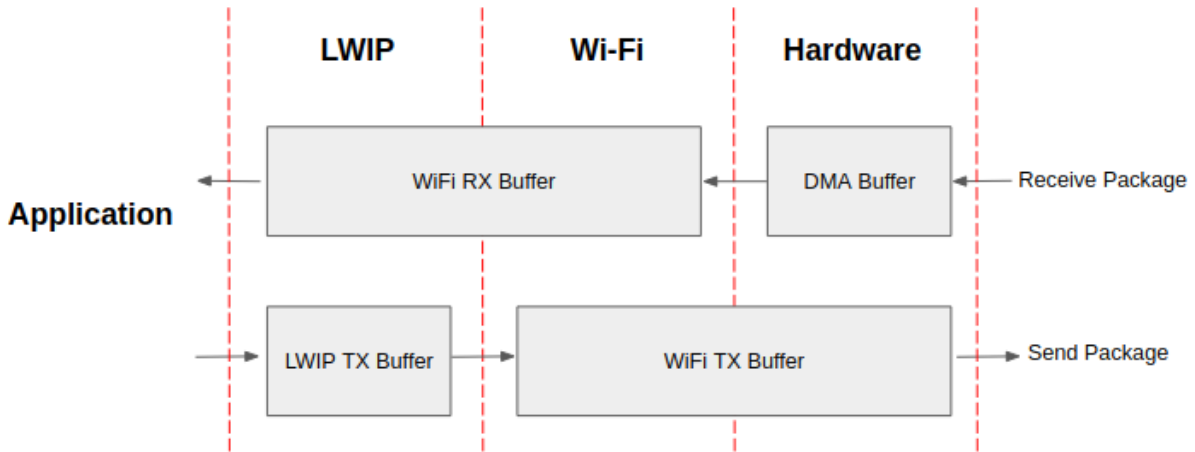 LWIP
Wi-Fi
Hardware
WiFi RX Buffer
DMA Buffer
Receive Package
Application
LWIP TX Buffer
WiFi TX Buffer
Send Package